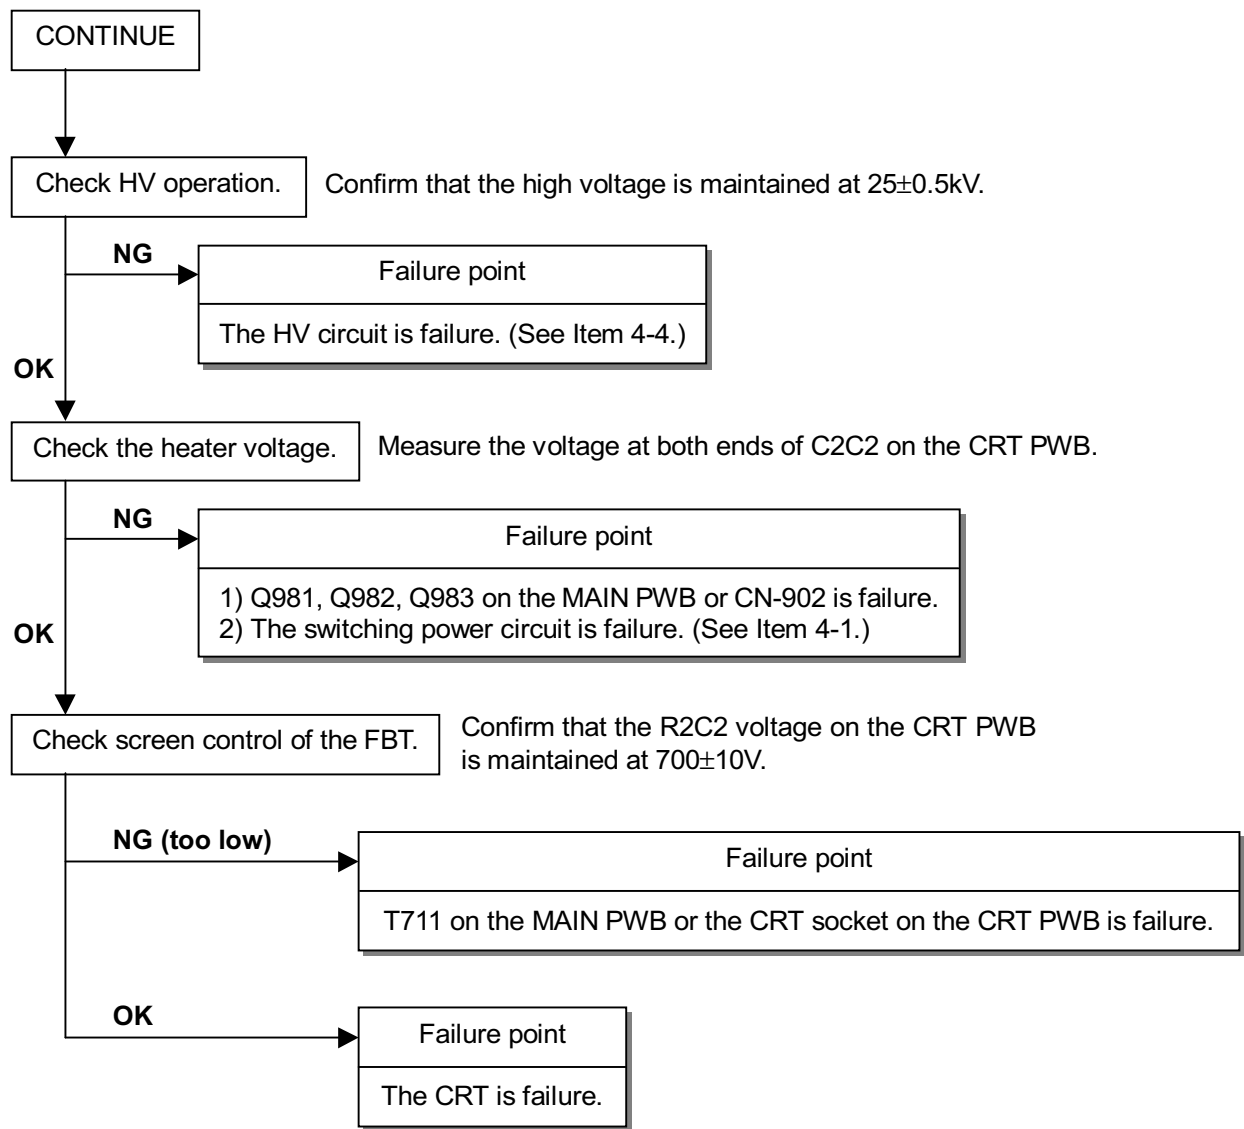 CONTINUE
Check HV operation.
Confirm that the high voltage is maintained at 25±0.5kV.
NG
Failure point
The HV circuit is failure. (See Item 4-4.)
OK
Check the heater voltage.
Measure the voltage at both ends of C2C2 on the CRT PWB.
NG
Failure point
1) Q981, Q982, Q983 on the MAIN PWB or CN-902 is failure.
2) The switching power circuit is failure. (See Item 4-1.)
OK
Check screen control of the FBT.
Confirm that the R2C2 voltage on the CRT PWB
is maintained at 700±10V.
NG (too low)
Failure point
T711 on the MAIN PWB or the CRT socket on the CRT PWB is failure.
OK
Failure point
The CRT is failure.